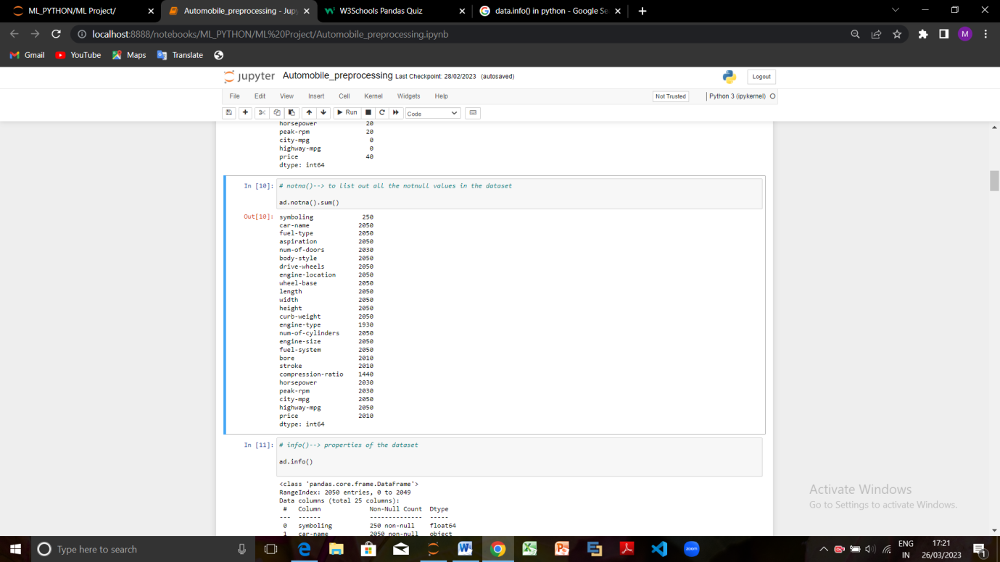 ML_PYTHON/ML Project/
Automobile_preprocessing - Jup
W3Schools Pandas Quiz
data.info() in python - Google Se
localhost:8888/notebooks/ML_PYTHON/ML%20Project/Automobile_preprocessing.ipynb
M
Gmail YouTube Maps Translate
jupyter Automobile_preprocessing Last Checkpoint: 28/02/2023 (autosaved)
Logout
File Edit View Insert Cell Kernel Widgets Help
Not Trusted Python 3 (ipykernel)
Run Code
horsepower 20
peak-rpm 20
city-mpg 0
highway-mpg 0
price 40
dtype: int64
In [10]: # notna()--> to list out all the notnull values in the dataset
ad.notna().sum()
Out[10]: symboling 250
car-name 2050
fuel-type 2050
aspiration 2050
num-of-doors 2030
body-style 2050
drive-wheels 2050
engine-location 2050
wheel-base 2050
length 2050
width 2050
height 2050
curb-weight 2050
engine-type 1930
num-of-cylinders 2050
engine-size 2050
fuel-system 2050
bore 2010
stroke 2010
compression-ratio 1440
horsepower 2030
peak-rpm 2030
city-mpg 2050
highway-mpg 2050
price 2010
dtype: int64
In [11]: # info()--> properties of the dataset
ad.info()
<class 'pandas.core.frame.DataFrame'>
RangeIndex: 2050 entries, 0 to 2049
Data columns (total 25 columns):
# Column Non-Null Count Dtype
--- ------ -------------- -----
0 symboling 250 non-null float64
1 car-name 2050 non-null object
Activate Windows
Go to Settings to activate Windows.
Type here to search
zoom
ENG
IN
17:21
26/03/2023
1